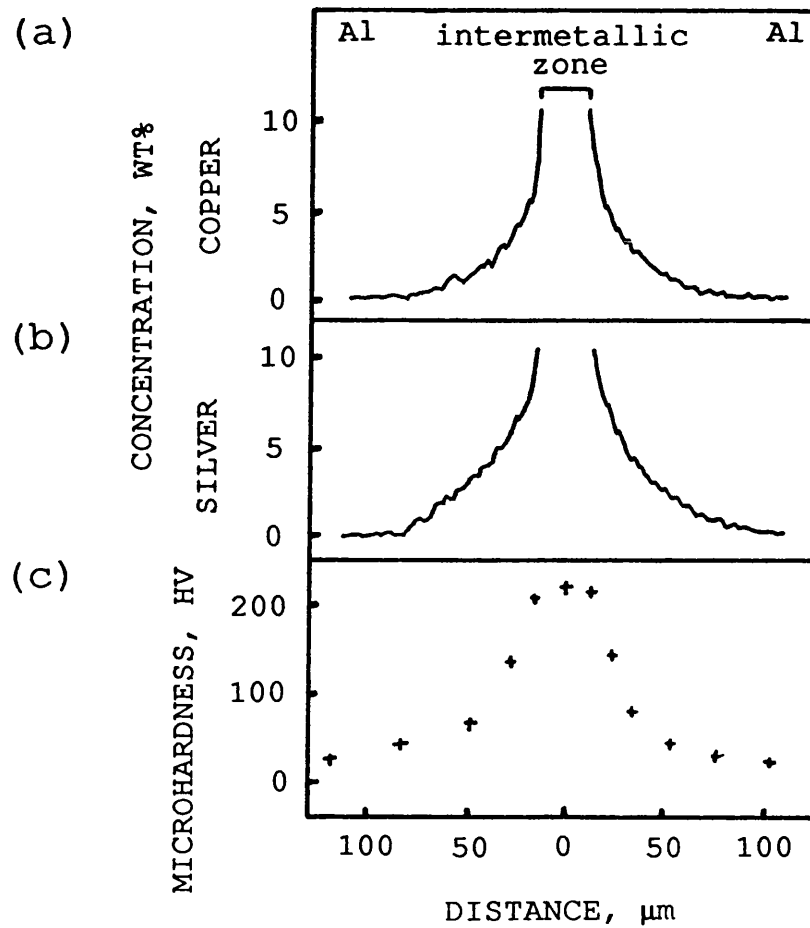 (a)
Al intermetallic Al
zone
CONCENTRATION, WT%
COPPER
10
5
0
(b)
SILVER
10
5
0
(c)
MICROHARDNESS, HV
200
100
0
100 50 0 50 100
DISTANCE, μm